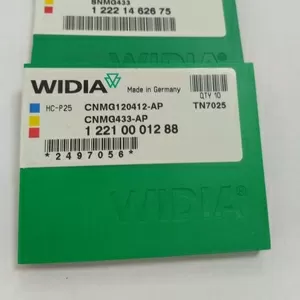 SNMG433
1 222 14 626 75
WIDIA
Made in Germany
QTY 10
HC-P25
CNMG120412-AP
TN7025
CNMG433-AP
1 221 00 012 88
*2497056*
WIDIA